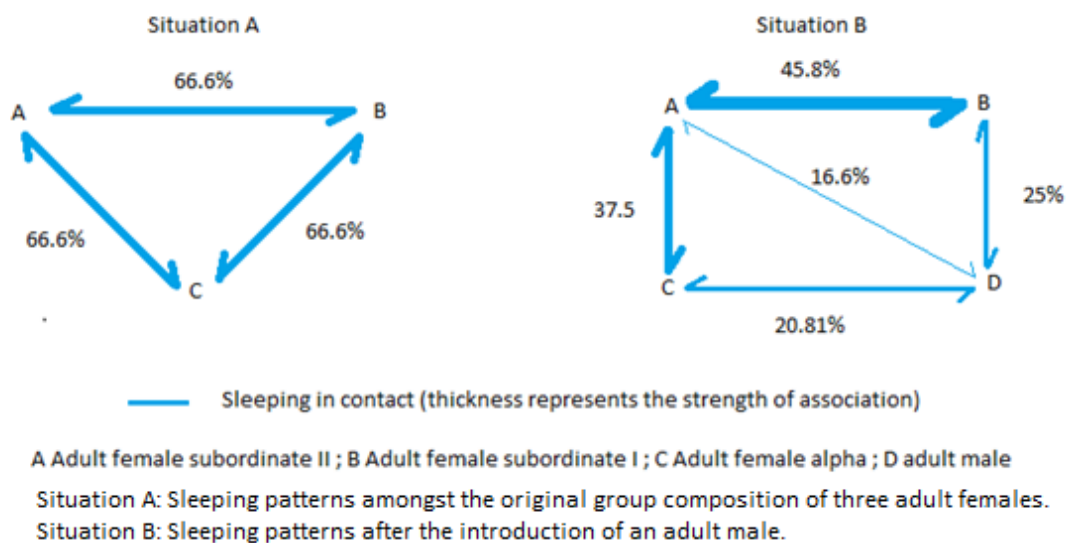 Situation A
Situation B
66.6%
45.8%
A
B
A
B
16.6%
37.5
25%
66.6%
66.6%
C
C
D
20.81%
Sleeping in contact (thickness represents the strength of association)
A Adult female subordinate II ; B Adult female subordinate I ; C Adult female alpha ; D adult male
Situation A: Sleeping patterns amongst the original group composition of three adult females.
Situation B: Sleeping patterns after the introduction of an adult male.